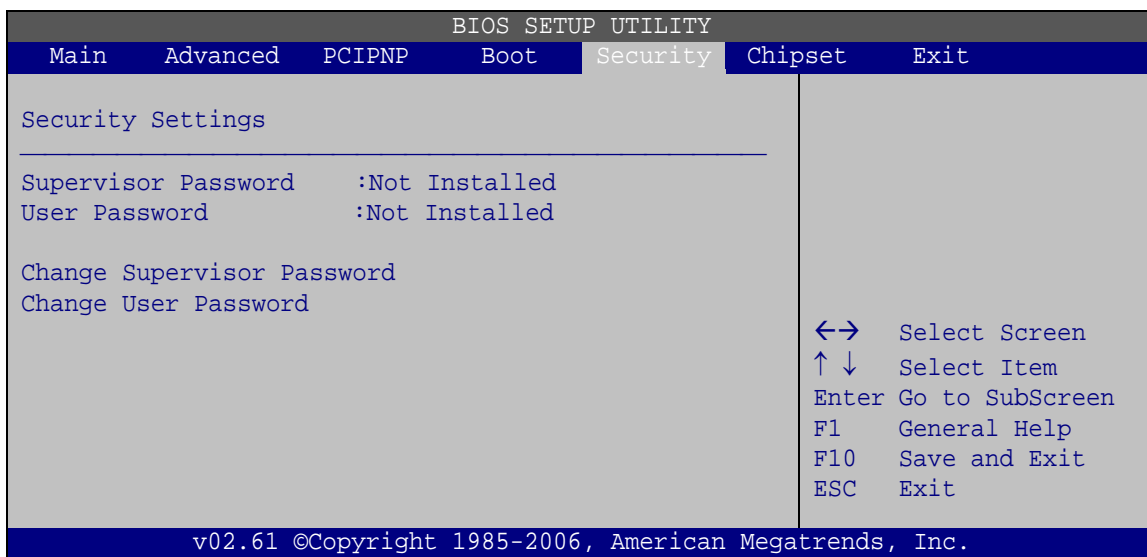 BIOS SETUP UTILITY
Main Advanced PCIPNP Boot Security Chipset Exit
Security Settings
Supervisor Password :Not Installed
User Password :Not Installed
Change Supervisor Password
Change User Password
←→ Select Screen
↑ ↓ Select Item
Enter Go to SubScreen
F1 General Help
F10 Save and Exit
ESC Exit
v02.61 ©Copyright 1985-2006, American Megatrends, Inc.